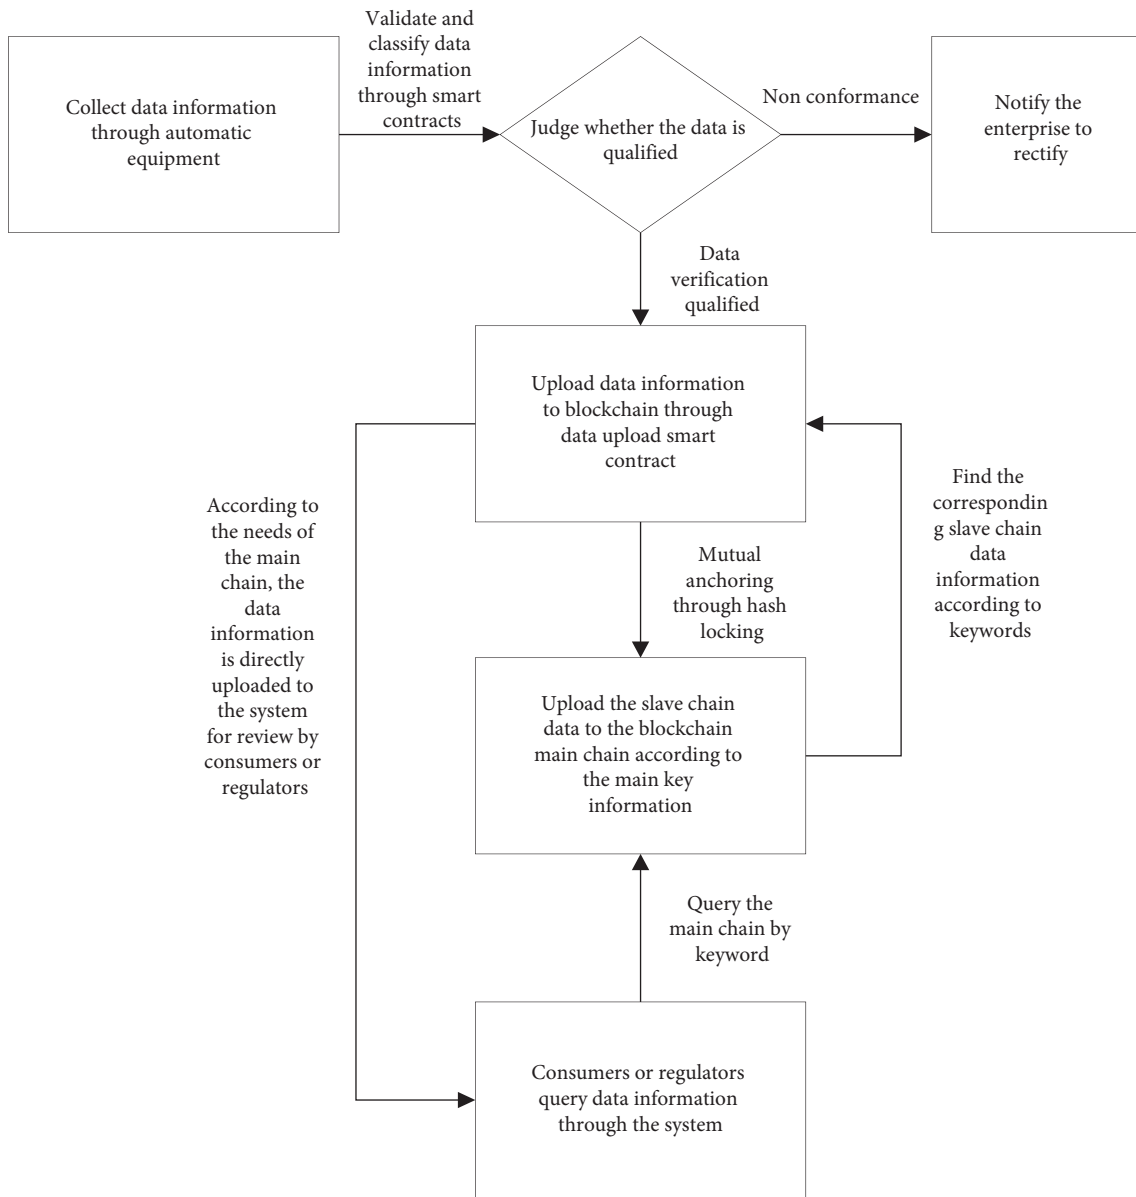 Validate and
classify data
information
through smart
contracts
Collect data information
through automatic
equipment
Judge whether the data is
qualified
Non conformance
Notify the
enterprise to
rectify
Data
verification
qualified
Upload data information
to blockchain through
data upload smart
contract
According to
the needs of
the main
chain, the
data
information
is directly
uploaded to
the system
for review by
consumers or
regulators
Find the
correspondin
g slave chain
data
information
according to
keywords
Mutual
anchoring
through hash
locking
Upload the slave chain
data to the blockchain
main chain according to
the main key
information
Query the
main chain by
keyword
Consumers or regulators
query data information
through the system